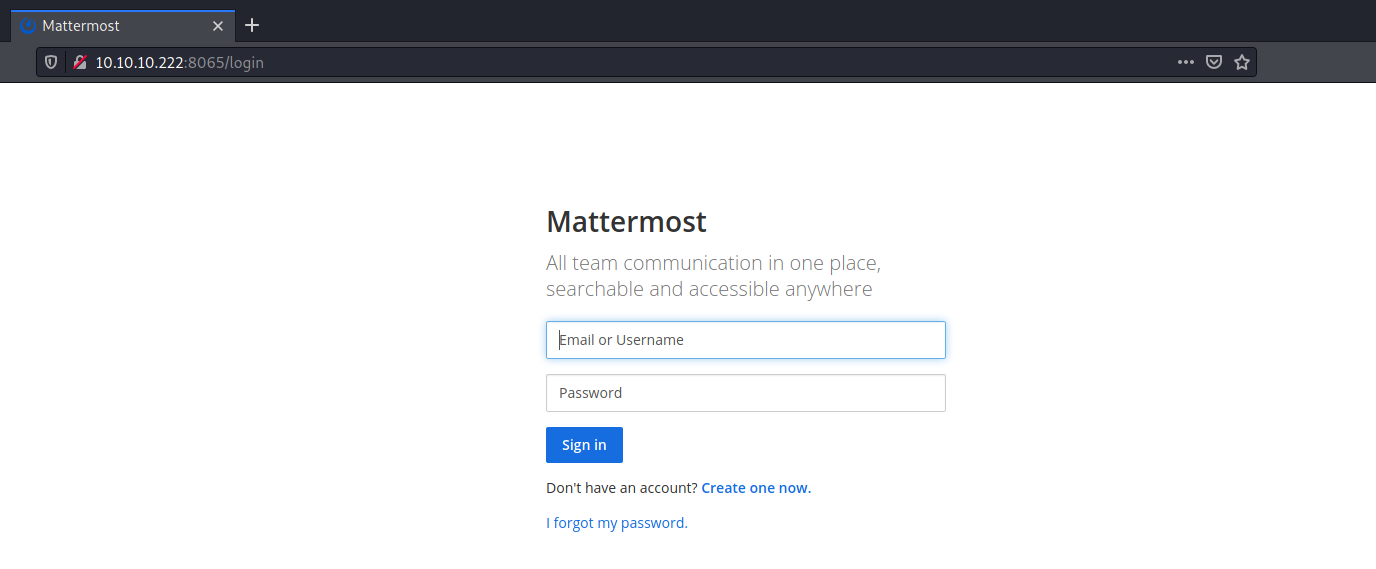 Mattermost
10.10.10.222:8065/login
Mattermost
All team communication in one place,
searchable and accessible anywhere
Email or Username
Password
Sign in
Don't have an account? Create one now.
I forgot my password.